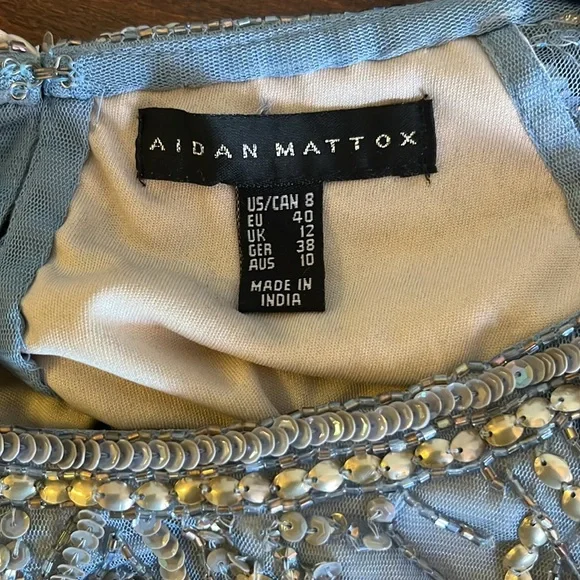 AIDAN MATTOX
US/CAN 8
EU 40
UK 12
GER 38
AUS 10
MADE IN
INDIA